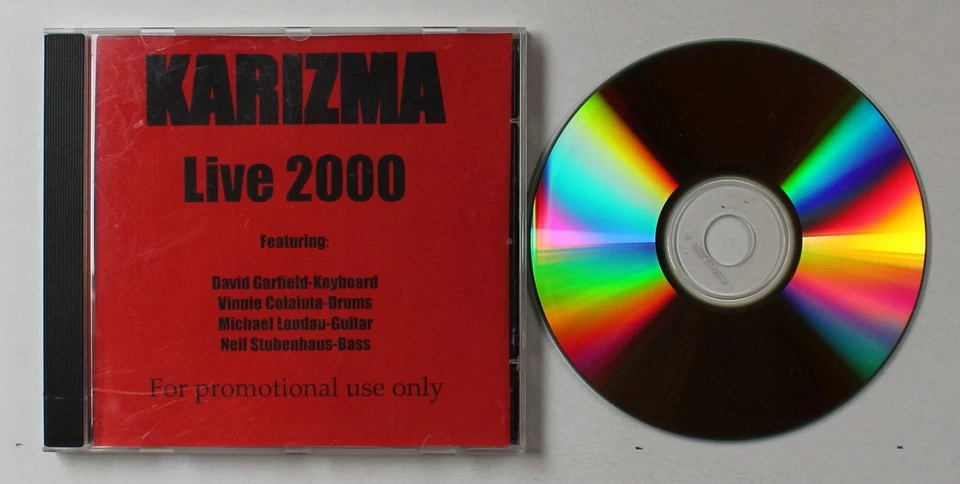 KARIZMA
Live 2000
Featuring:
David Garfield-Keyboard
Vinnie Colaiuta-Drums
Michael Landau-Guitar
Neil Stubenhaus-Bass
For promotional use only